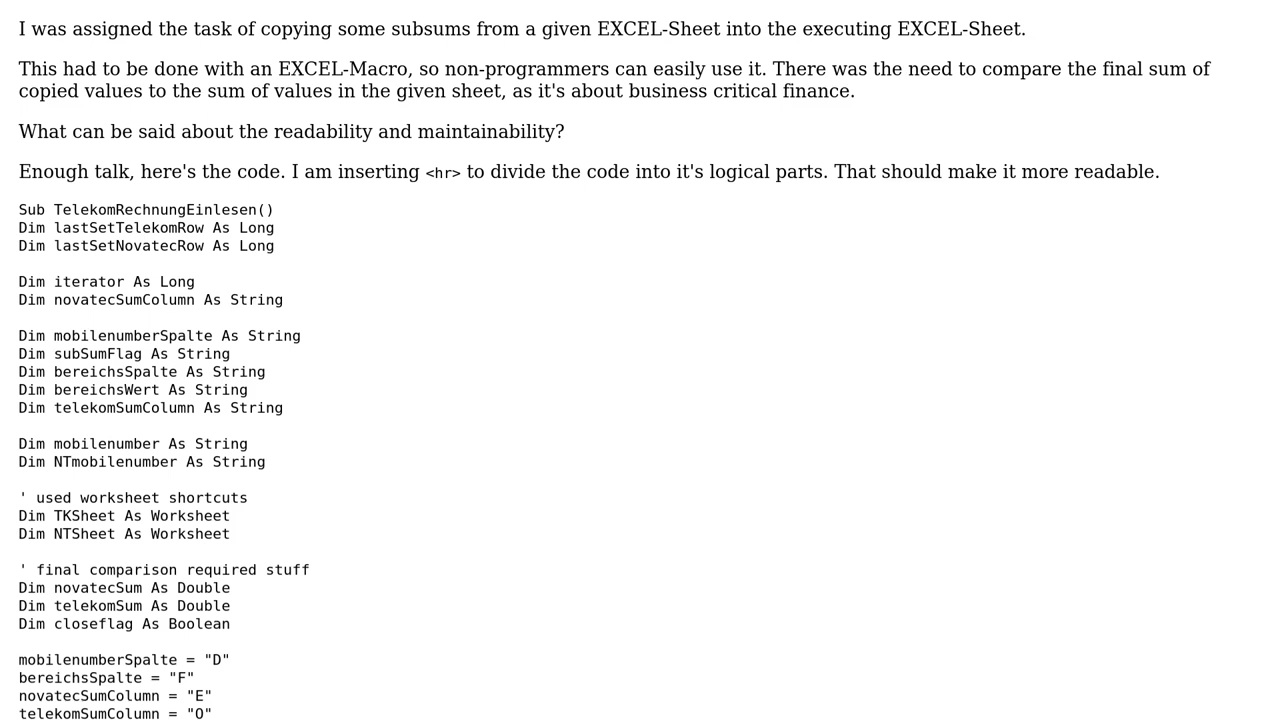 I was assigned the task of copying some subsums from a given EXCEL-Sheet into the executing EXCEL-Sheet.
This had to be done with an EXCEL-Macro, so non-programmers can easily use it. There was the need to compare the final sum of
copied values to the sum of values in the given sheet, as it's about business critical finance.
What can be said about the readability and maintainability?
Enough talk, here's the code. I am inserting <hr> to divide the code into it's logical parts. That should make it more readable.
Sub TelekomRechnungEinlesen()
Dim lastSetTelekomRow As Long
Dim lastSetNovatecRow As Long
Dim iterator As Long
Dim novatecSumColumn As String
Dim mobilenumberSpalte As String
Dim subSumFlag As String
Dim bereichsSpalte As String
Dim bereichsWert As String
Dim telekomSumColumn As String
Dim mobilenumber As String
Dim NTmobilenumber As String
' used worksheet shortcuts
Dim TKSheet As Worksheet
Dim NTSheet As Worksheet
' final comparison required stuff
Dim novatecSum As Double
Dim telekomSum As Double
Dim closeflag As Boolean
mobilenumberSpalte = "D"
bereichsSpalte = "F"
novatecSumColumn = "E"
telekomSumColumn = "O"